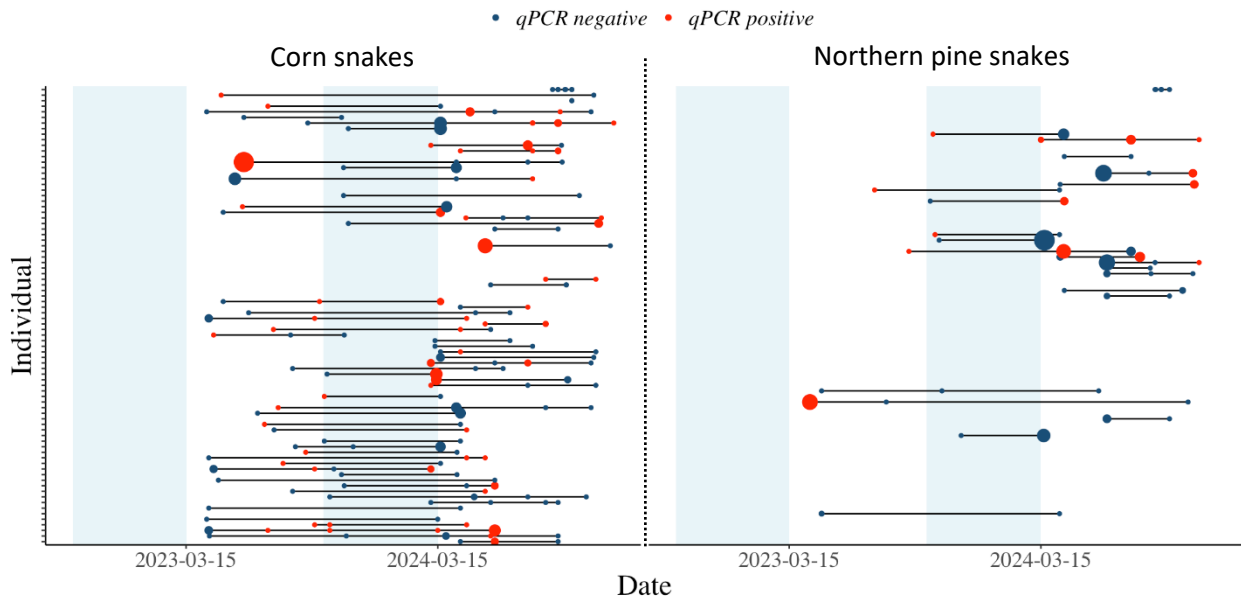 qPCR negative qPCR positive
Corn snakes Northern pine snakes
Individual
2023-03-15 2024-03-15 2023-03-15 2024-03-15
Date